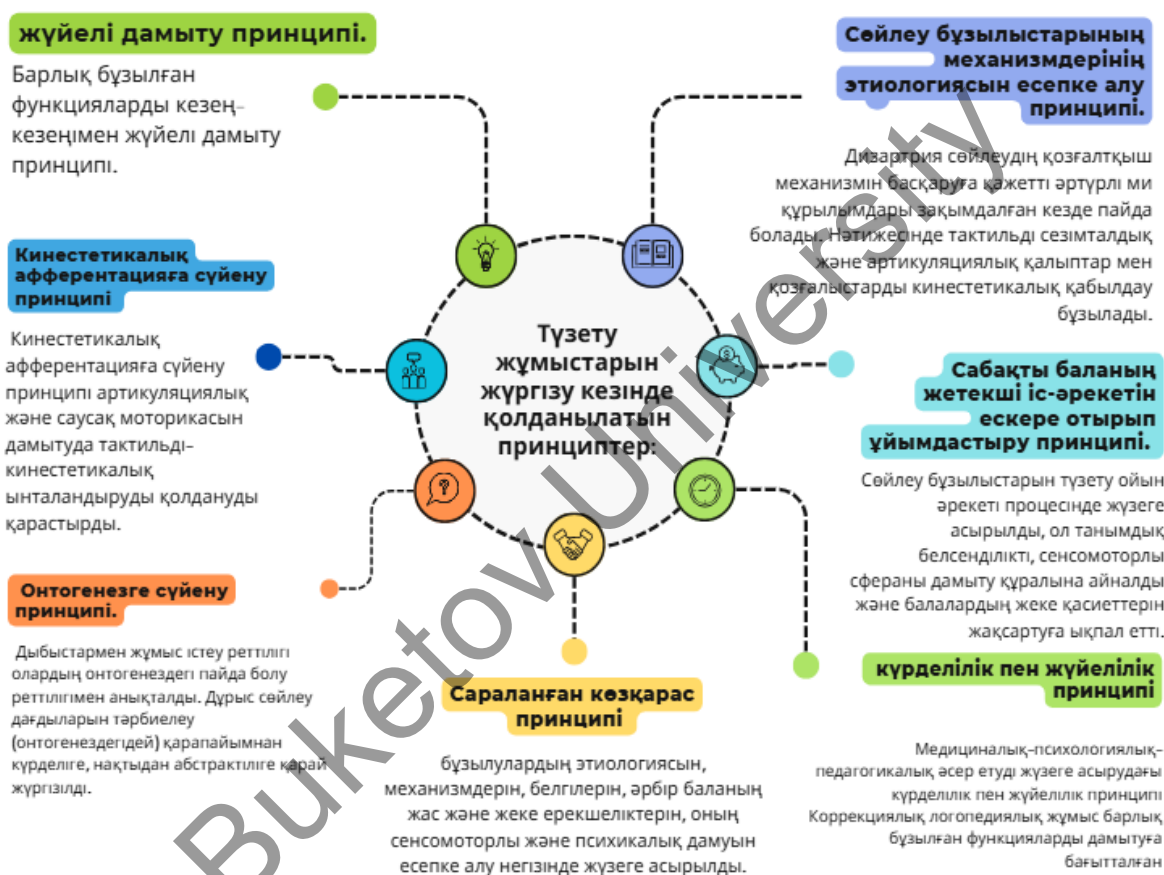 жүйелі дамыту принципі.
Барлық бұзылған
функцияларды кезең-
кезеңімен жүйелі дамыту
принципі.
Кинестетикалық
афферентацияға сүйену
принципі
Кинестетикалық
афферентацияға сүйену
принципі артикуляциялық
және саусақ моторикасын
дамытуда тактильді-
кинестетикалық
ынталандыруды қолдануды
қарастырды.
Онтогенезге сүйену
принципі.
Дыбыстармен жұмыс істеу реттілігі
олардың онтогенездегі пайда болу
реттілігімен анықталды. Дұрыс сөйлеу
дағдыларын тәрбиелеу
(онтогенездегідей) қарапайымнан
күрделіге, нақтыдан абстрактіліге қарай
жүргізілді.
Түзету
жұмыстарын
жүргізу кезінде
қолданылатын
принциптер:
Сараланған көзқарас
принципі
бұзылулардың этиологиясын,
механизмдерін, белгілерін, әрбір баланың
жас және жеке ерекшеліктерін, оның
сенсомоторлы және психикалық дамуын
есепке алу негізінде жүзеге асырылды.
Сөйлеу бұзылыстарының
механизмдерінің
этиологиясын есепке алу
принципі.
Дизартрия сөйлеудің қозғалтқыш
механизмін басқаруға қажетті әртүрлі ми
құрылымдары зақымдалған кезде пайда
болады. Нәтижесінде тактильді сезімталдық
және артикуляциялық қалыптар мен
қозғалыстарды кинестетикалық қабылдау
бұзылады.
Сабақты баланың
жетекші іс-әрекетін
ескере отырып
ұйымдастыру принципі.
Сөйлеу бұзылыстарын түзету ойын
әрекеті процесінде жүзеге
асырылды, ол танымдық
белсенділікті, сенсомоторлы
сфераны дамыту құралына айналды
және балалардың жеке қасиеттерін
жақсартуға ықпал етті.
күрделілік пен жүйелілік
принципі
Медициналық-психологиялық-
педагогикалық әсер етуді жүзеге асырудағы
күрделілік пен жүйелілік принципі
Коррекциялық логопедиялық жұмыс барлық
бұзылған функцияларды дамытуға
бағытталған
Buketov University